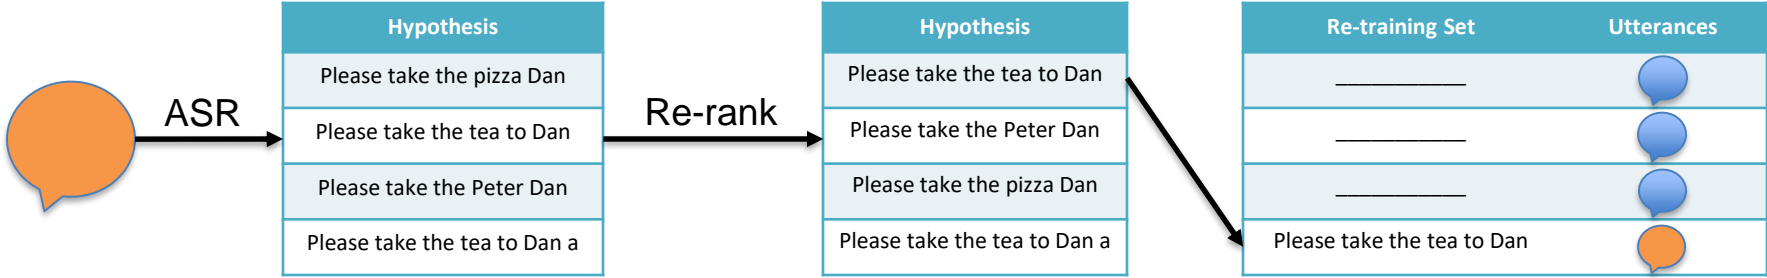 ASR
Hypothesis
Please take the pizza Dan
Please take the tea to Dan
Please take the Peter Dan
Please take the tea to Dan a
Re-rank
Hypothesis
Please take the tea to Dan
Please take the Peter Dan
Please take the pizza Dan
Please take the tea to Dan a
Re-training Set Utterances
___________
___________
___________
Please take the tea to Dan